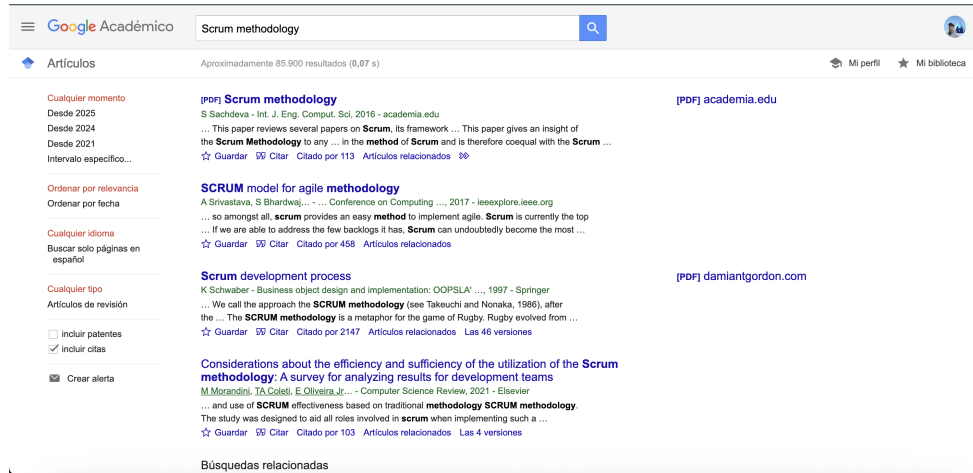 Google Académico
Scrum methodology
Artículos
Aproximadamente 85.900 resultados (0,07 s)
Mi perfil
Mi biblioteca
Cualquier momento
Desde 2025
Desde 2024
Desde 2021
Intervalo específico...
Ordenar por relevancia
Ordenar por fecha
Cualquier idioma
Buscar solo páginas en
español
Cualquier tipo
Artículos de revisión
incluir patentes
incluir citas
Crear alerta
[PDF] Scrum methodology
S Sachdeva - Int. J. Eng. Comput. Sci, 2016 - academia.edu
… This paper reviews several papers on Scrum, its framework … This paper gives an insight of
the Scrum Methodology to any … in the method of Scrum and is therefore coequal with the Scrum …
Guardar Citar Citado por 113 Artículos relacionados
[PDF] academia.edu
SCRUM model for agile methodology
A Srivastava, S Bhardwaj… - … Conference on Computing …, 2017 - ieeexplore.ieee.org
… so amongst all, scrum provides an easy method to implement agile. Scrum is currently the top
… If we are able to address the few backlogs it has, Scrum can undoubtedly become the most …
Guardar Citar Citado por 458 Artículos relacionados
Scrum development process
K Schwaber - Business object design and implementation: OOPSLA' …, 1997 - Springer
… We call the approach the SCRUM methodology (see Takeuchi and Nonaka, 1986), after
the … The SCRUM methodology is a metaphor for the game of Rugby. Rugby evolved from …
Guardar Citar Citado por 2147 Artículos relacionados Las 46 versiones
[PDF] damiantgordon.com
Considerations about the efficiency and sufficiency of the utilization of the Scrum
methodology: A survey for analyzing results for development teams
M Morandini, TA Coleti, E Oliveira Jr… - Computer Science Review, 2021 - Elsevier
… and use of SCRUM effectiveness based on traditional methodology SCRUM methodology.
The study was designed to aid all roles involved in scrum when implementing such a …
Guardar Citar Citado por 103 Artículos relacionados Las 4 versiones
Búsquedas relacionadas